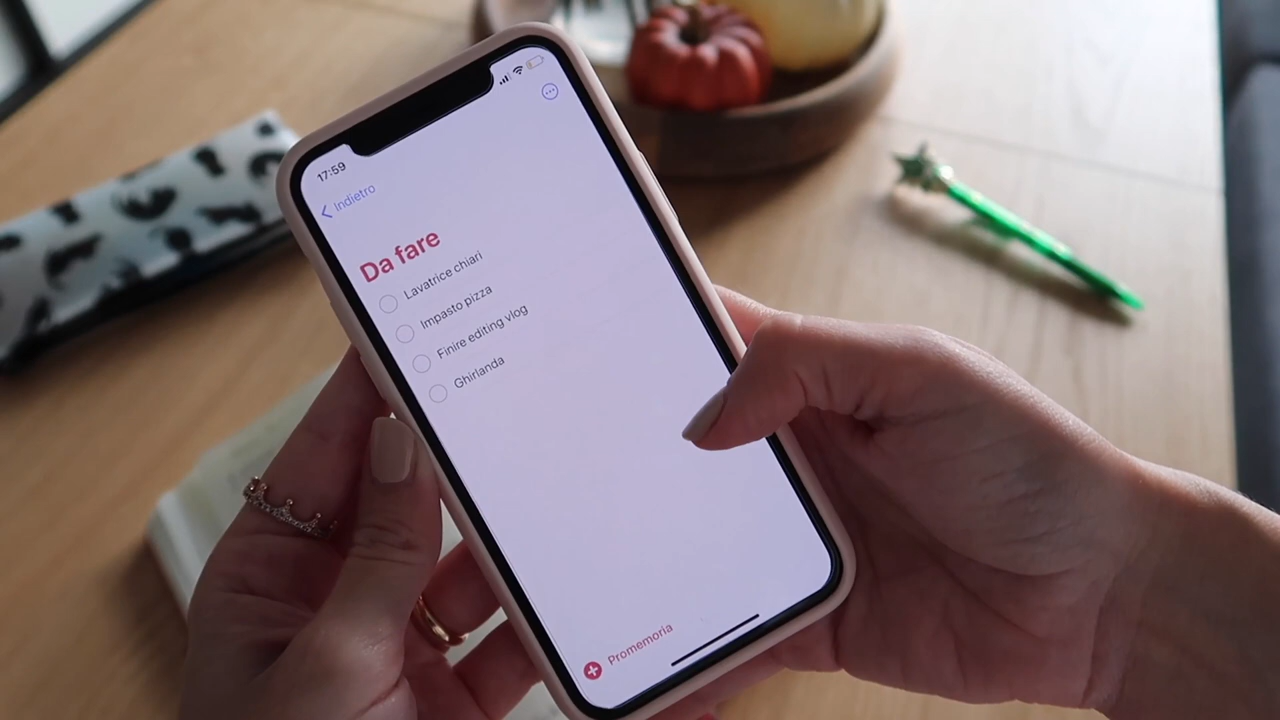 17:59
Indietro
Da fare
Lavatrice chiari
Impasto pizza
Finire editing vlog
Ghirlanda
Promemoria